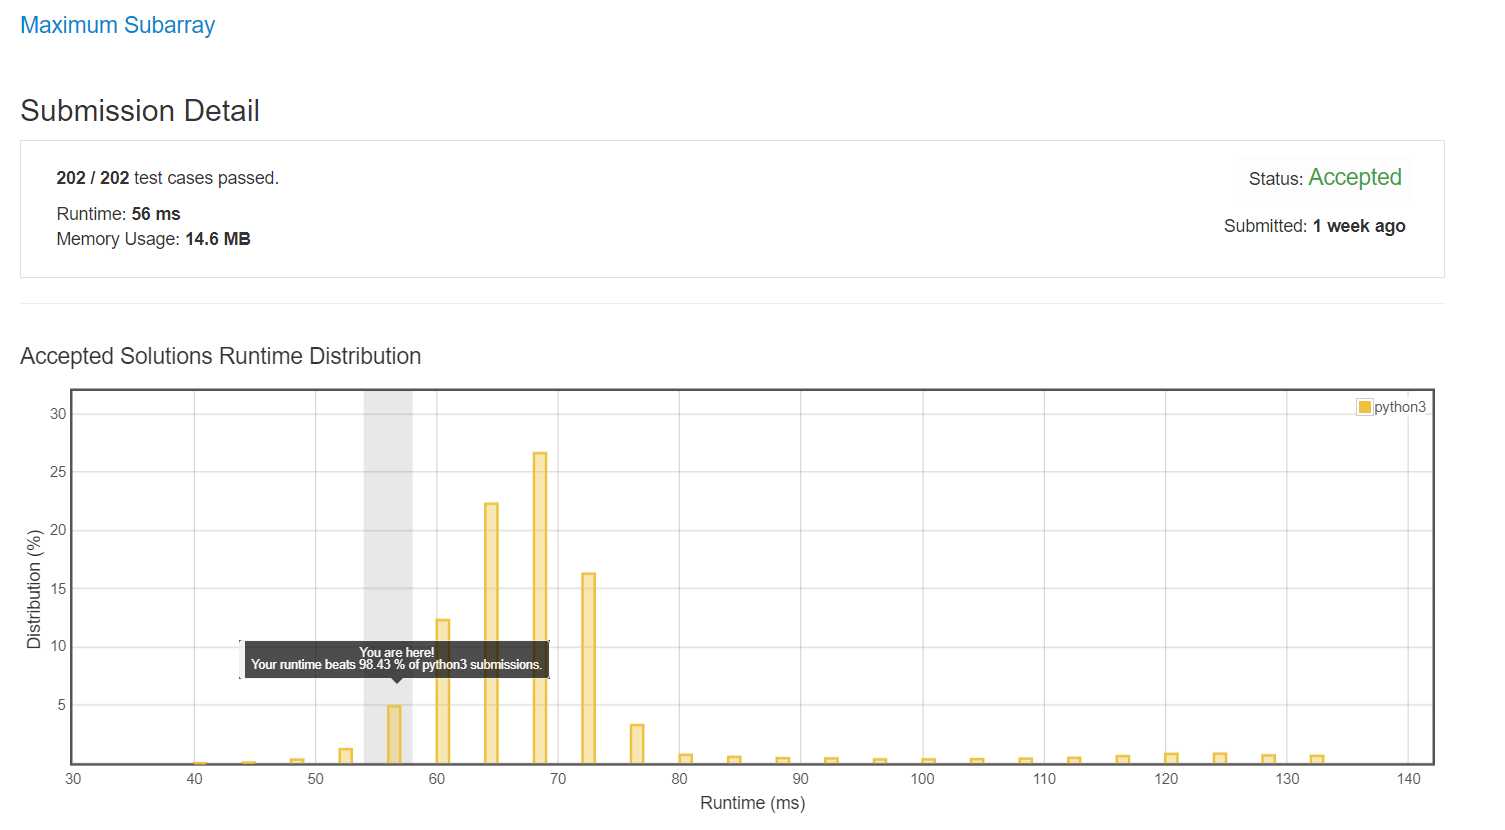 Maximum Subarray
Submission Detail
202 / 202 test cases passed.
Status: Accepted
Runtime: 56 ms
Memory Usage: 14.6 MB
Submitted: 1 week ago
Accepted Solutions Runtime Distribution
python3
30
25
20
15
10
5
Distribution (%)
You are here!
Your runtime beats 98.43 % of python3 submissions.
30 40 50 60 70 80 90 100 110 120 130 140
Runtime (ms)